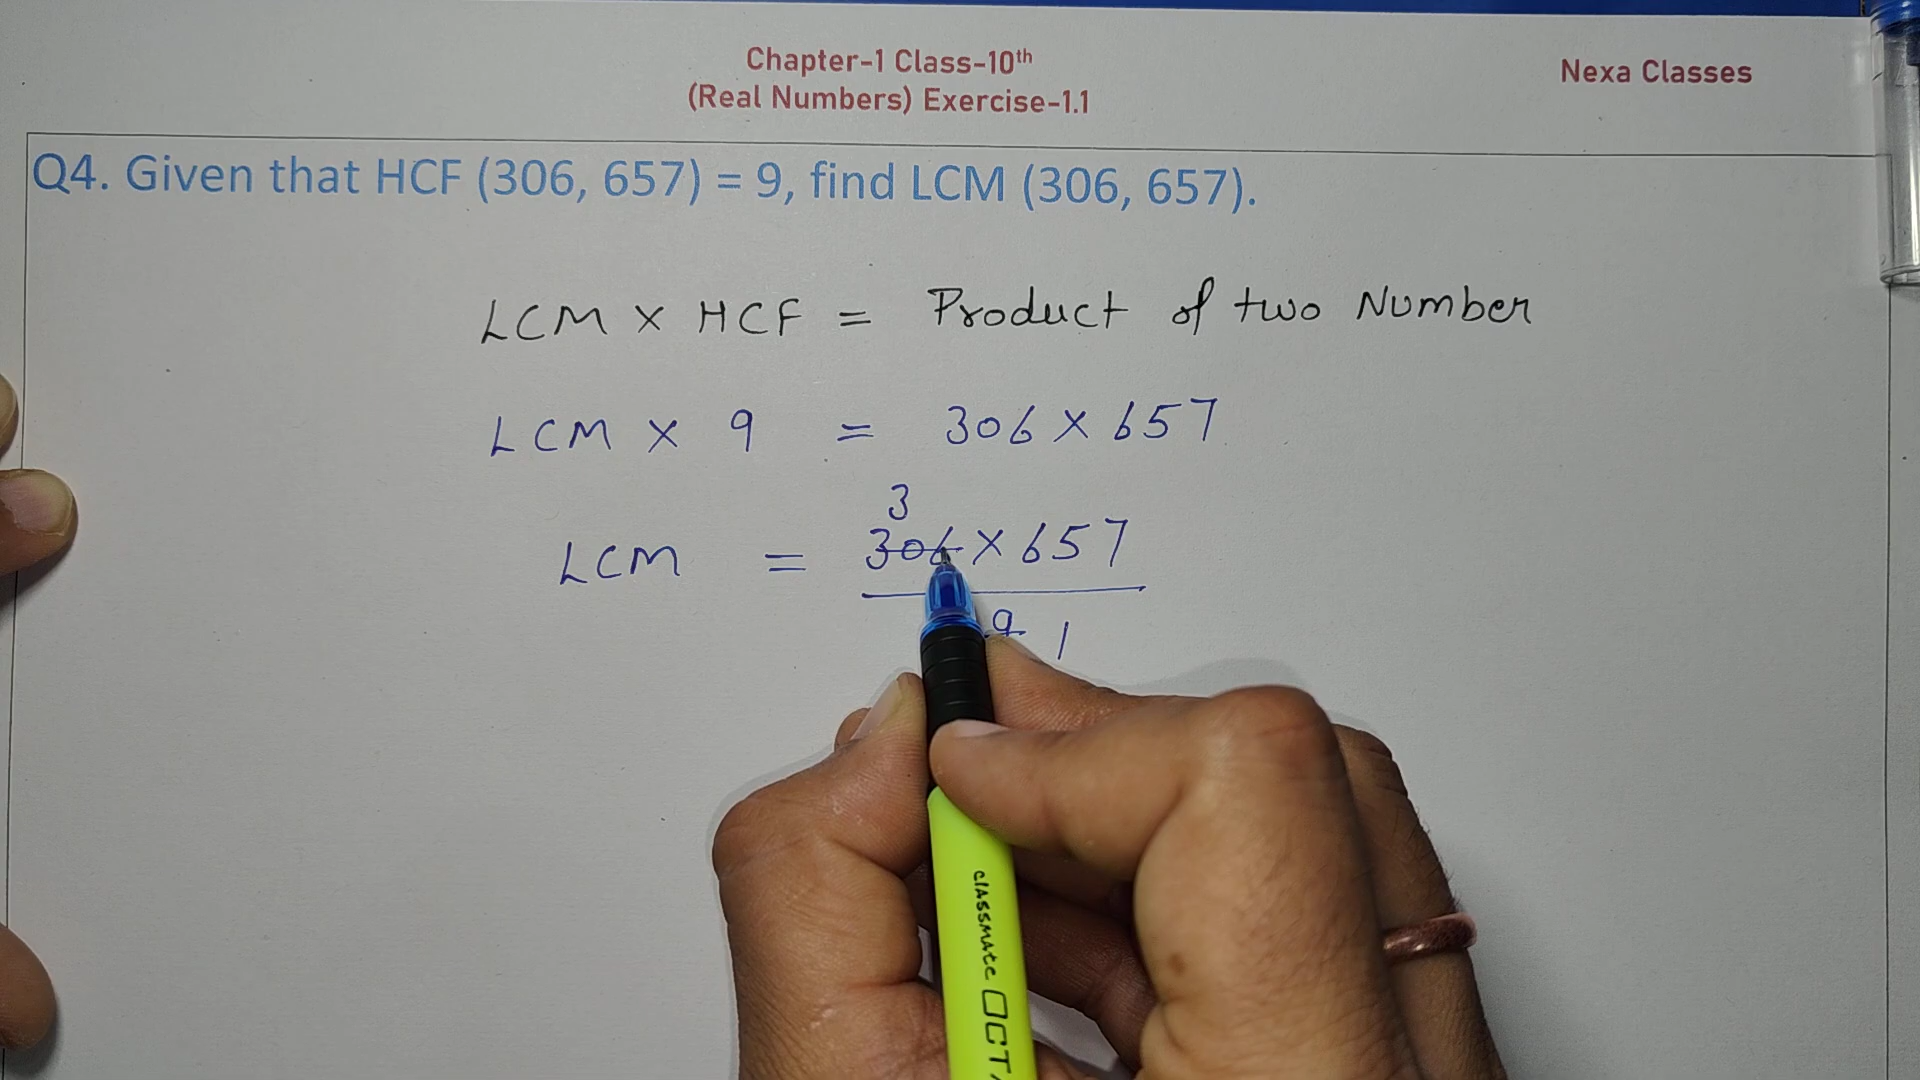 Chapter-1 Class-10th
(Real Numbers) Exercise-1.1
Nexa Classes
Q4. Given that HCF (306, 657) = 9, find LCM (306, 657).
LCM × HCF = Product of two Number
LCM × 9 = 306 × 657
3
LCM = 306 × 657
9 1
classmate OCT